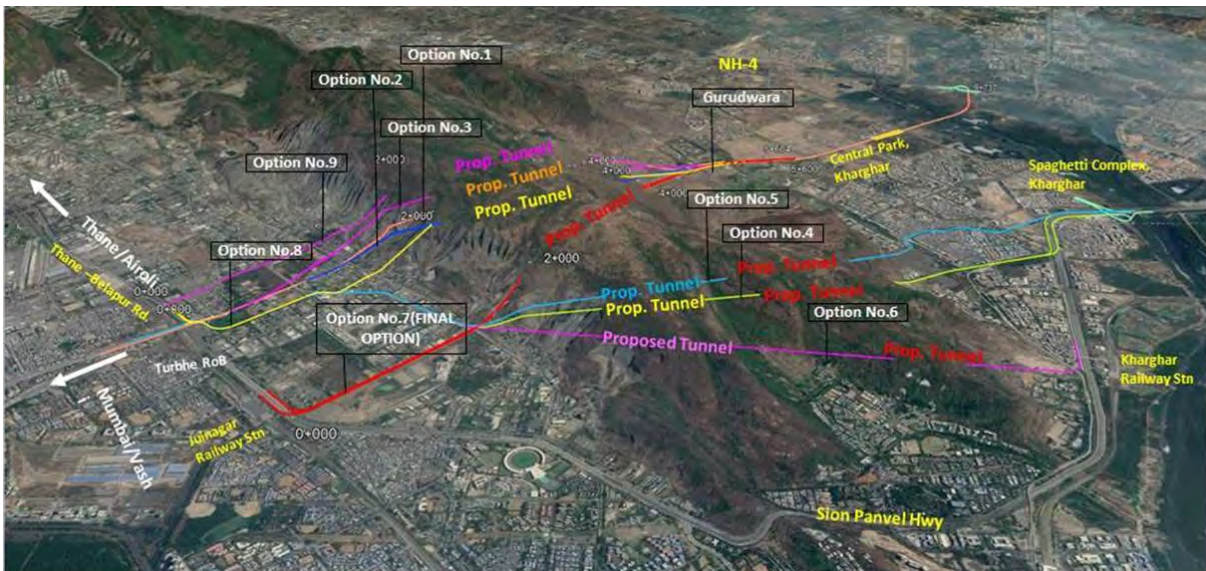 Option No.1
NH-4
Option No.2
Gurudwara
Option No.3
Option No.9
2+000
Prop. Tunnel
Prop. Tunnel
Prop. Tunnel
4+000
4+000
4+000
5+600
Central Park,
Kharghar
Spaghetti Complex,
Kharghar
Thane/Airoli
Thane -Belapur Rd.
Option No.8
2+000
Prop. Tunnel
Option No.5
Option No.4
2+000
0+000
0+800
Prop. Tunnel
Prop. Tunnel
Prop. Tunnel
Prop. Tunnel
Option No.7(FINAL
OPTION)
Option No.6
Proposed Tunnel
Prop. Tunnel
Turbhe RoB
Mumbai/Vash
i
Juinagar
Railway Stn
0+000
Kharghar
Railway Stn
Sion Panvel Hwy